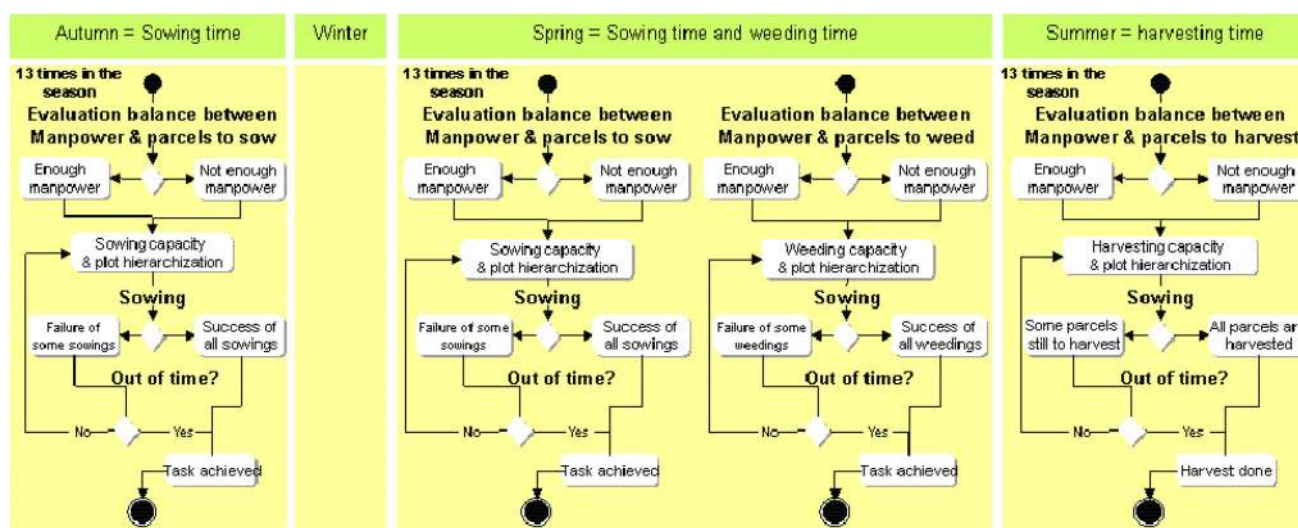 Autumn = Sowing time
Winter
Spring = Sowing time and weeding time
Summer = harvesting time
13 times in the
season
Evaluation balance between
Manpower & parcels to sow
Enough
manpower
Not enough
manpower
Sowing capacity
& plot hierarchization
Sowing
Failure of
some sowings
Success of
all sowings
Out of time?
No
Yes
Task achieved
13 times in the
season
Evaluation balance between
Manpower & parcels to sow
Enough
manpower
Not enough
manpower
Sowing capacity
& plot hierarchization
Sowing
Failure of some
sowings
Success of
all sowings
Out of time?
No
Yes
Task achieved
Evaluation balance between
Manpower & parcels to weed
Enough
manpower
Not enough
manpower
Weeding capacity
& plot hierarchization
Sowing
Failure of some
weedings
Success of
all weedings
Out of time?
No
Yes
Task achieved
13 times in the
season
Evaluation balance between
Manpower & parcels to harvest
Enough
manpower
Not enough
manpower
Harvesting capacity
& plot hierarchization
Sowing
Some parcels
still to harvest
All parcels ar
harvested
Out of time?
No
Yes
Harvest done